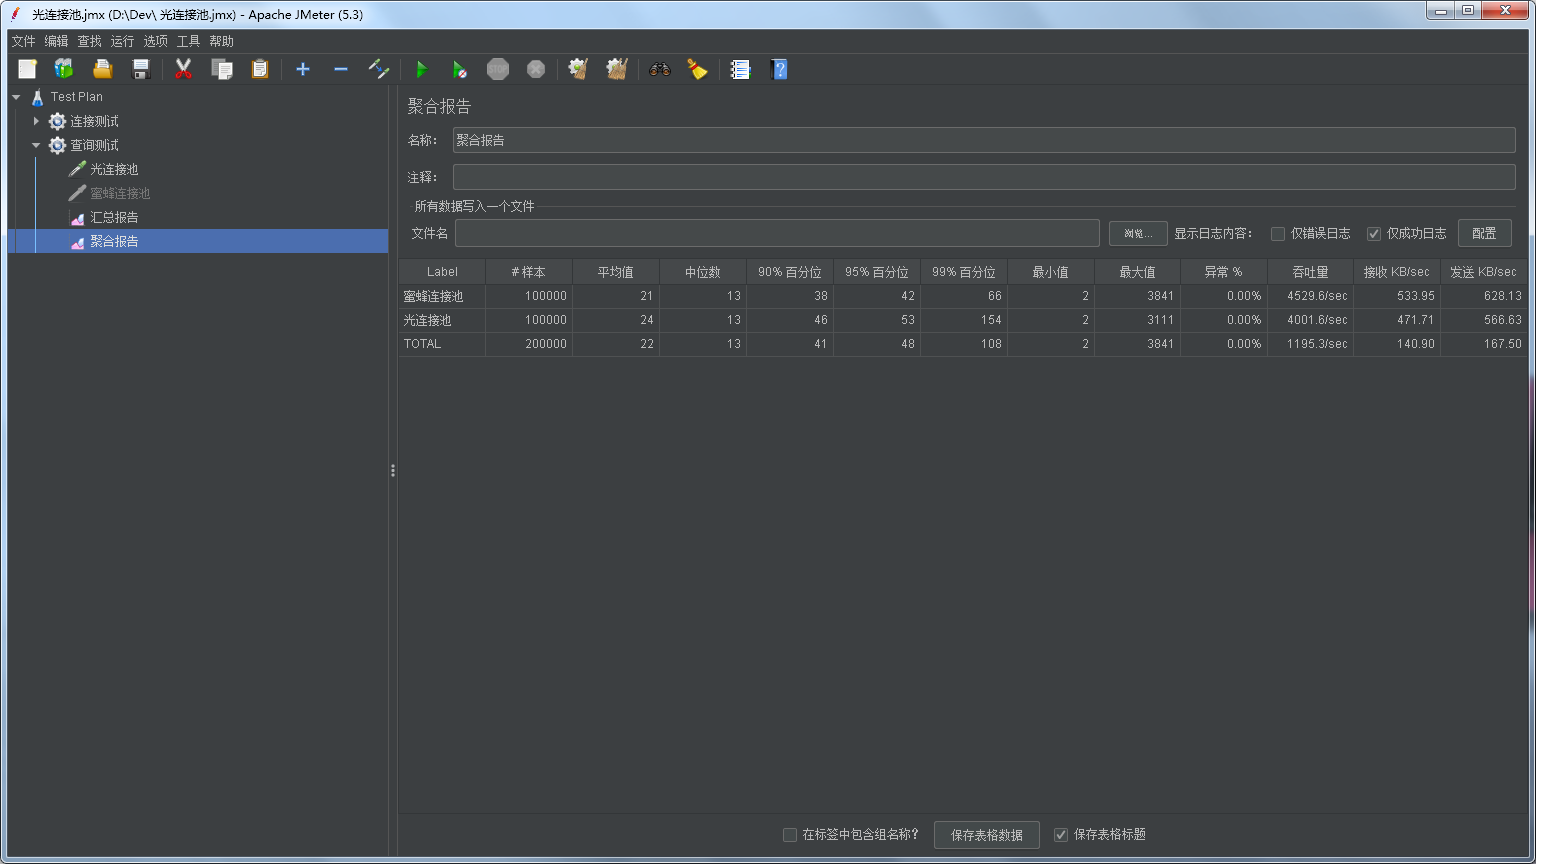 光连接池.jmx (D:\Dev\ 光连接池.jmx) - Apache JMeter (5.3)
文件 编辑 查找 运行 选项 工具 帮助
STOP
Test Plan
连接测试
查询测试
光连接池
蜜蜂连接池
汇总报告
聚合报告
聚合报告
名称： 聚合报告
注释：
所有数据写入一个文件
文件名 浏览... 显示日志内容： 仅错误日志 仅成功日志 配置
Label # 样本 平均值 中位数 90% 百分位 95% 百分位 99% 百分位 最小值 最大值 异常 % 吞吐量 接收 KB/sec 发送 KB/sec
蜜蜂连接池 100000 21 13 38 42 66 2 3841 0.00% 4529.6/sec 533.95 628.13
光连接池 100000 24 13 46 53 154 2 3111 0.00% 4001.6/sec 471.71 566.63
TOTAL 200000 22 13 41 48 108 2 3841 0.00% 1195.3/sec 140.90 167.50
在标签中包含组名称? 保存表格数据 保存表格标题